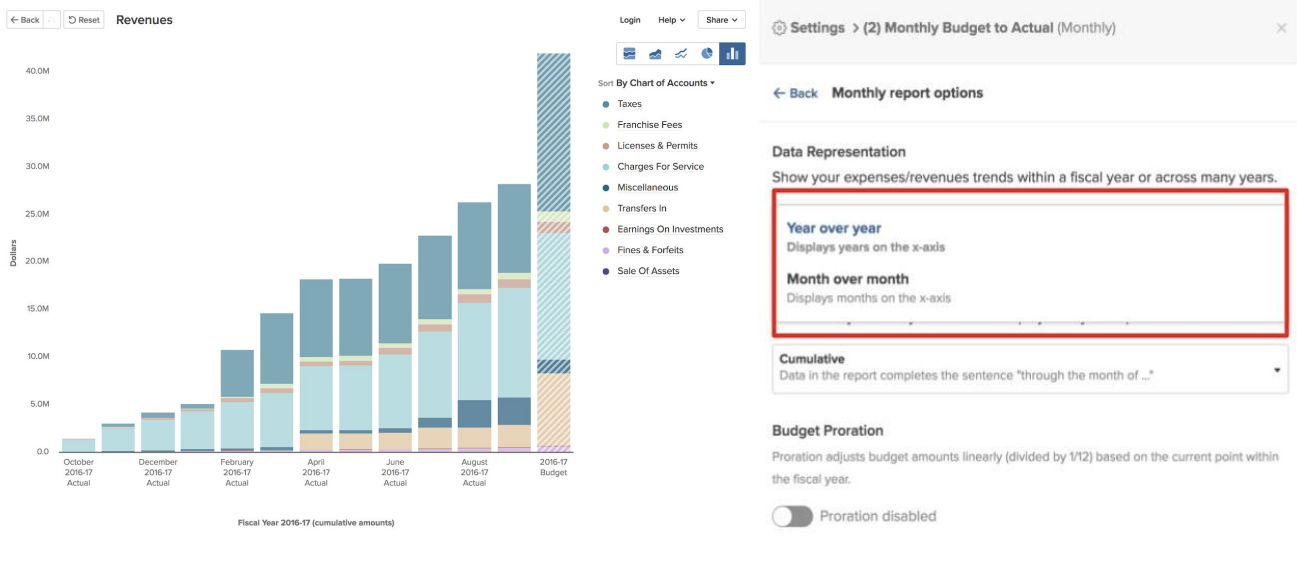 Back
Reset
Revenues
Login
Help
Share
Sort By Chart of Accounts
Taxes
Franchise Fees
Licenses & Permits
Charges For Service
Miscellaneous
Transfers In
Earnings On Investments
Fines & Forfeits
Sale Of Assets
Dollars
40.0M
35.0M
30.0M
25.0M
20.0M
15.0M
10.0M
5.0M
0.0
October
2016-17
Actual
December
2016-17
Actual
February
2016-17
Actual
April
2016-17
Actual
June
2016-17
Actual
August
2016-17
Actual
2016-17
Budget
Fiscal Year 2016-17 (cumulative amounts)
Settings > (2) Monthly Budget to Actual (Monthly)
Back Monthly report options
Data Representation
Show your expenses/revenues trends within a fiscal year or across many years.
Year over year
Displays years on the x-axis
Month over month
Displays months on the x-axis
Cumulative
Data in the report completes the sentence "through the month of ..."
Budget Proration
Proration adjusts budget amounts linearly (divided by 1/12) based on the current point within
the fiscal year.
Proration disabled